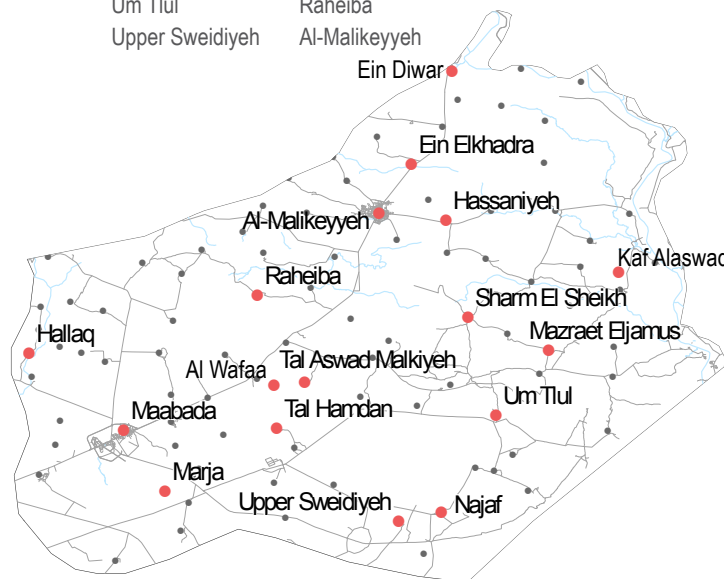 Um Tlul Raheiba
Upper Sweidiyeh Al-Malikeyyeh
Ein Diwar
Ein Elkhadra
Hassaniyeh
Al-Malikeyyeh
Kaf Alaswad
Raheiba
Sharm El Sheikh
Hallaq
Mazraet Eljamus
Al Wafaa
Tal Aswad Malkiyeh
Maabada
Tal Hamdan
Um Tlul
Marja
Upper Sweidiyeh
Najaf